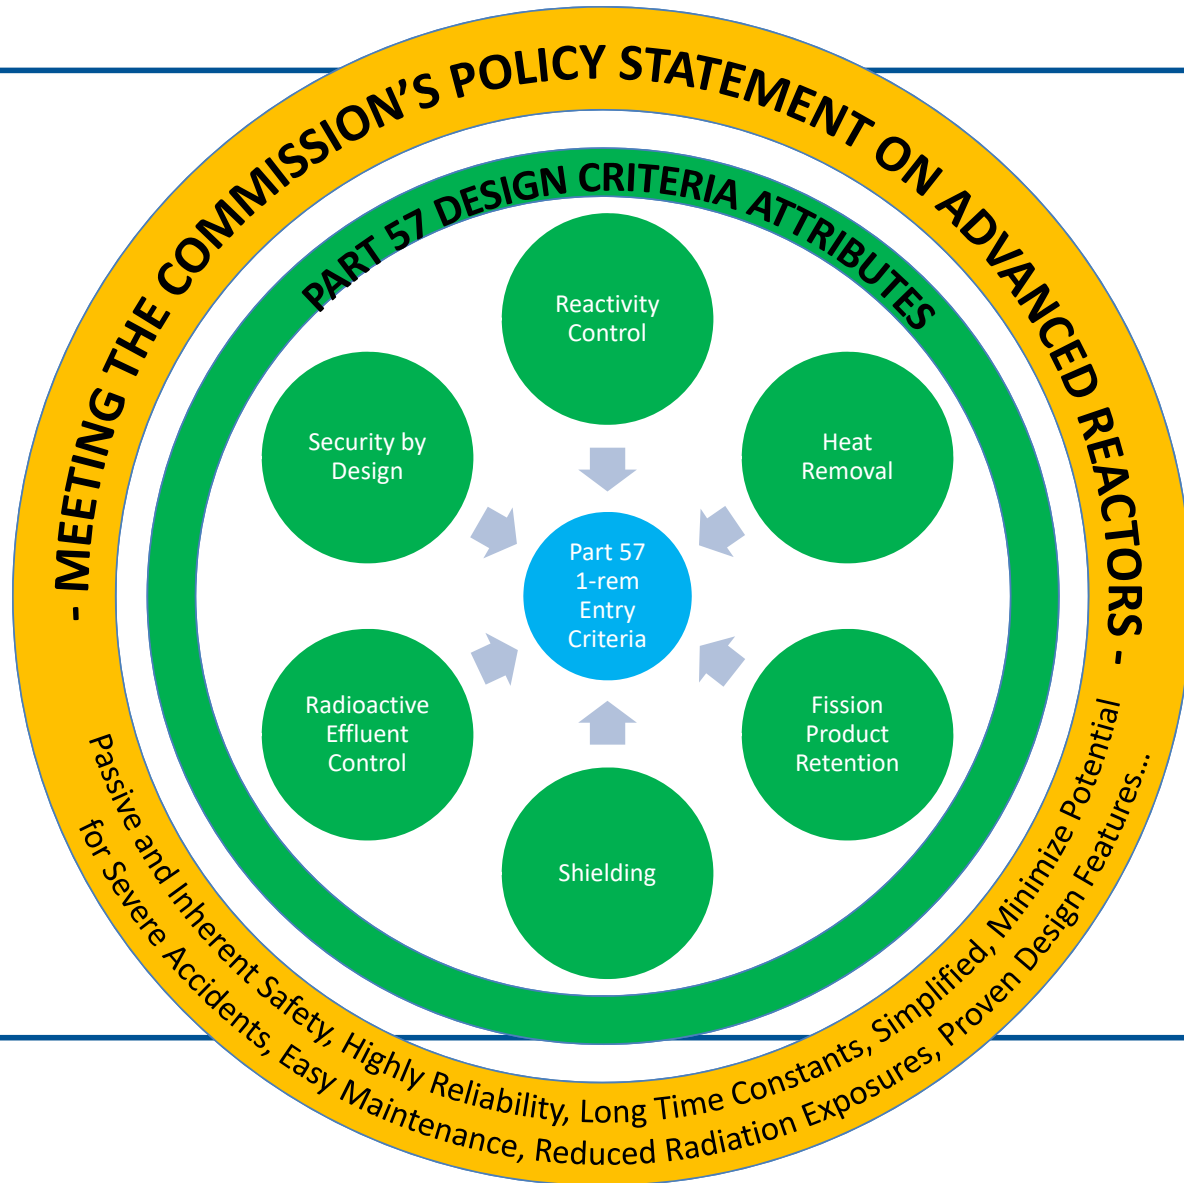 - MEETING THE COMMISSION'S POLICY STATEMENT ON ADVANCED REACTORS -
PART 57 DESIGN CRITERIA ATTRIBUTES
Reactivity
Control
Security by
Design
Heat
Removal
Part 57
1-rem
Entry
Criteria
Radioactive
Effluent
Control
Fission
Product
Retention
Shielding
Passive and Inherent Safety, Highly Reliability, Long Time Constants, Simplified, Minimize Potential
for Severe Accidents, Easy Maintenance, Reduced Radiation Exposures, Proven Design Features...